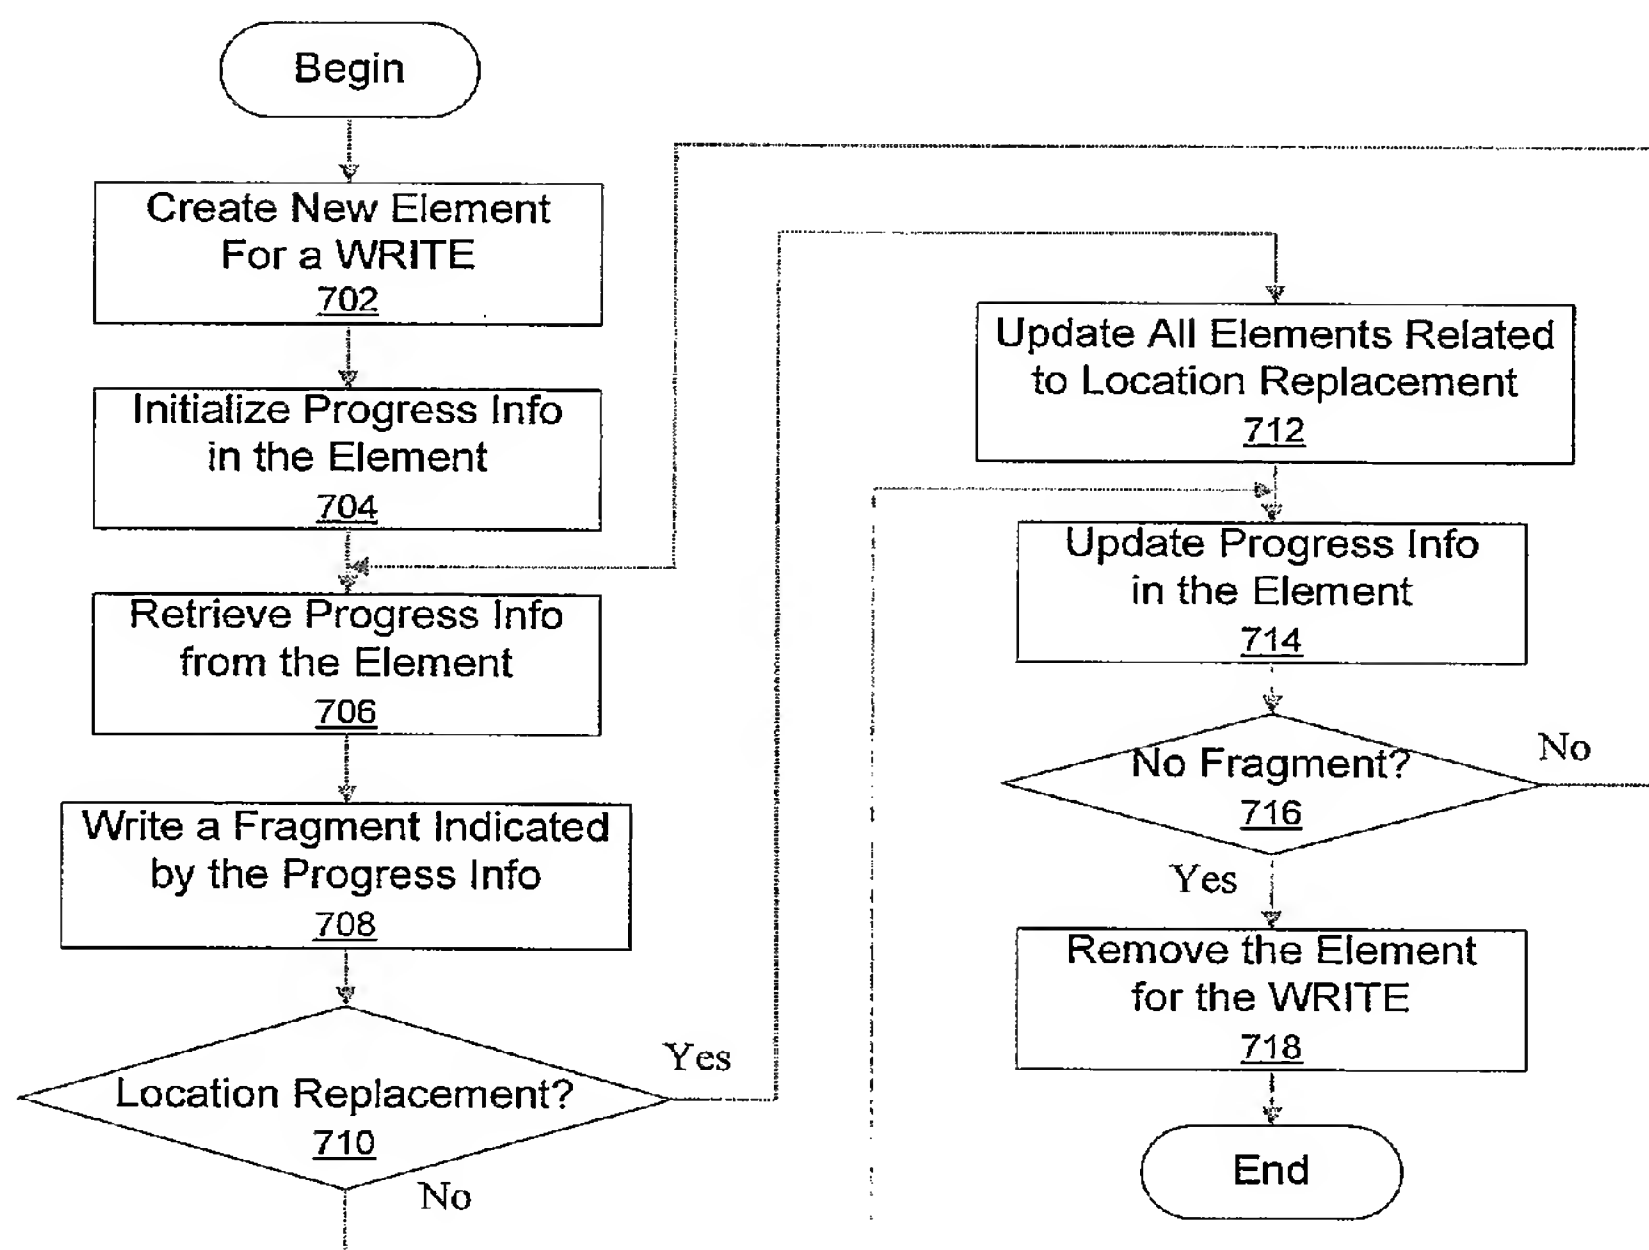 Begin
Create New Element
For a WRITE
702
Initialize Progress Info
in the Element
704
Retrieve Progress Info
from the Element
706
Write a Fragment Indicated
by the Progress Info
708
Location Replacement?
710
Yes
No
Update All Elements Related
to Location Replacement
712
Update Progress Info
in the Element
714
No Fragment?
716
No
Yes
Remove the Element
for the WRITE
718
End